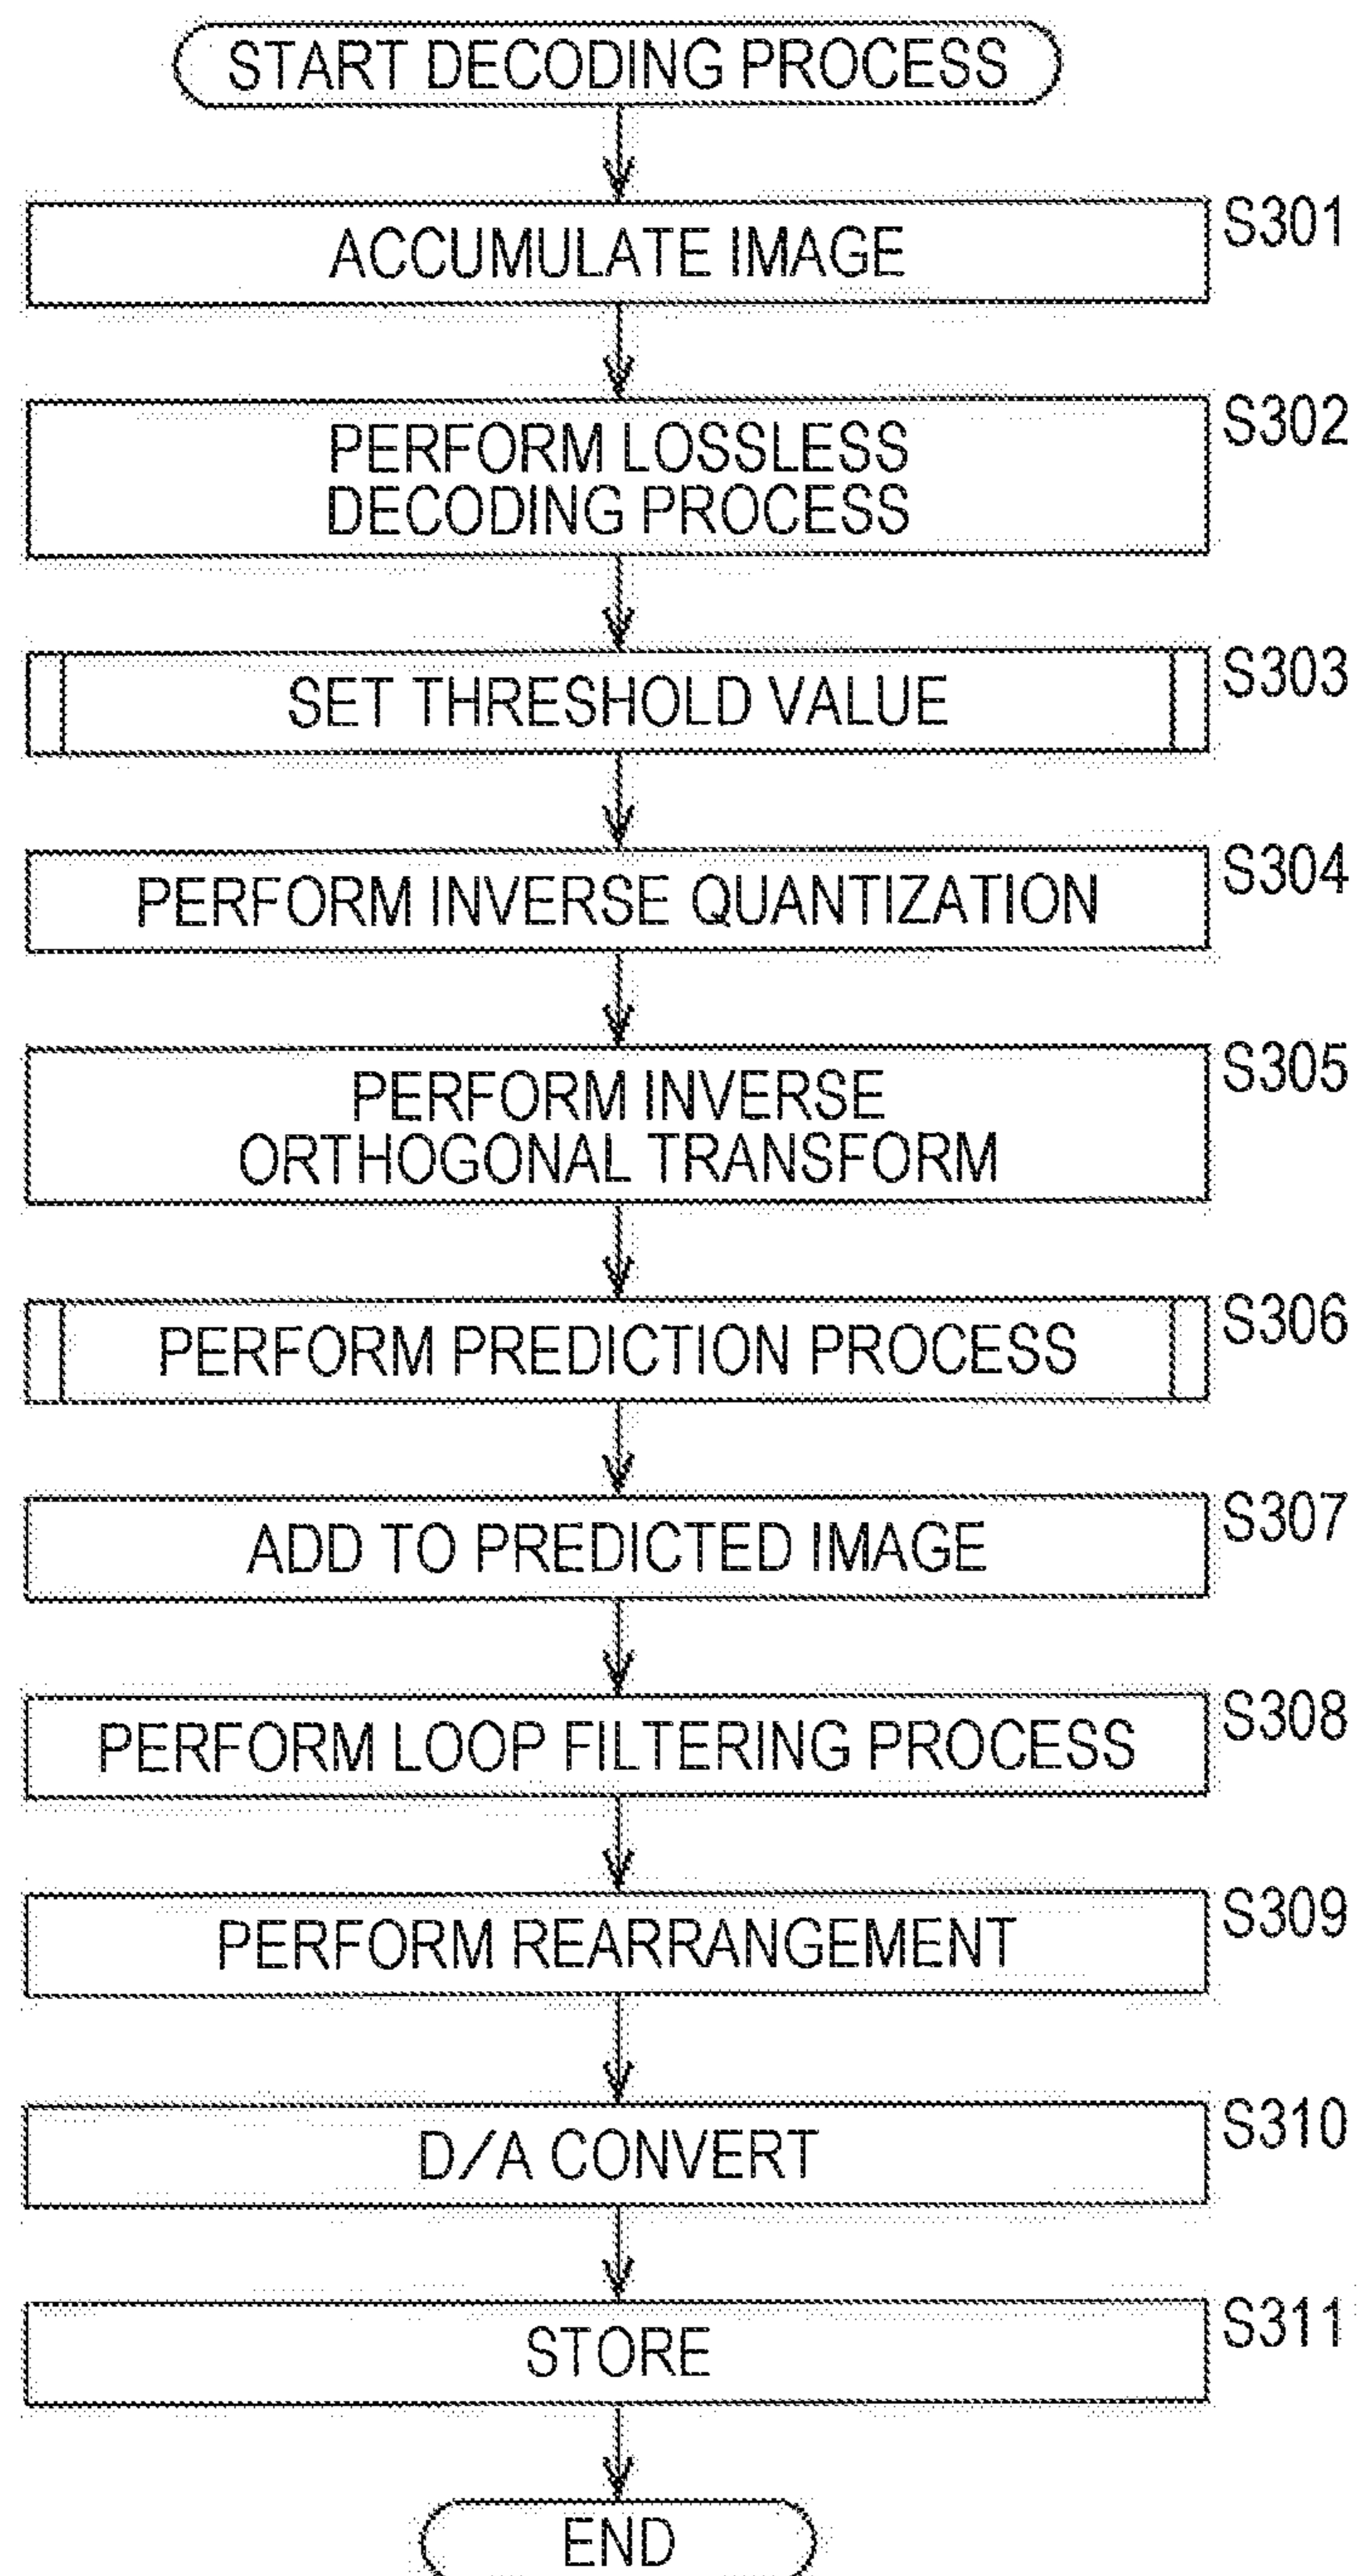 START DECODING PROCESS
ACCUMULATE IMAGE
S301
PERFORM LOSSLESS
DECODING PROCESS
S302
SET THRESHOLD VALUE
S303
PERFORM INVERSE QUANTIZATION
S304
PERFORM INVERSE
ORTHOGONAL TRANSFORM
S305
PERFORM PREDICTION PROCESS
S306
ADD TO PREDICTED IMAGE
S307
PERFORM LOOP FILTERING PROCESS
S308
PERFORM REARRANGEMENT
S309
D/A CONVERT
S310
STORE
S311
END